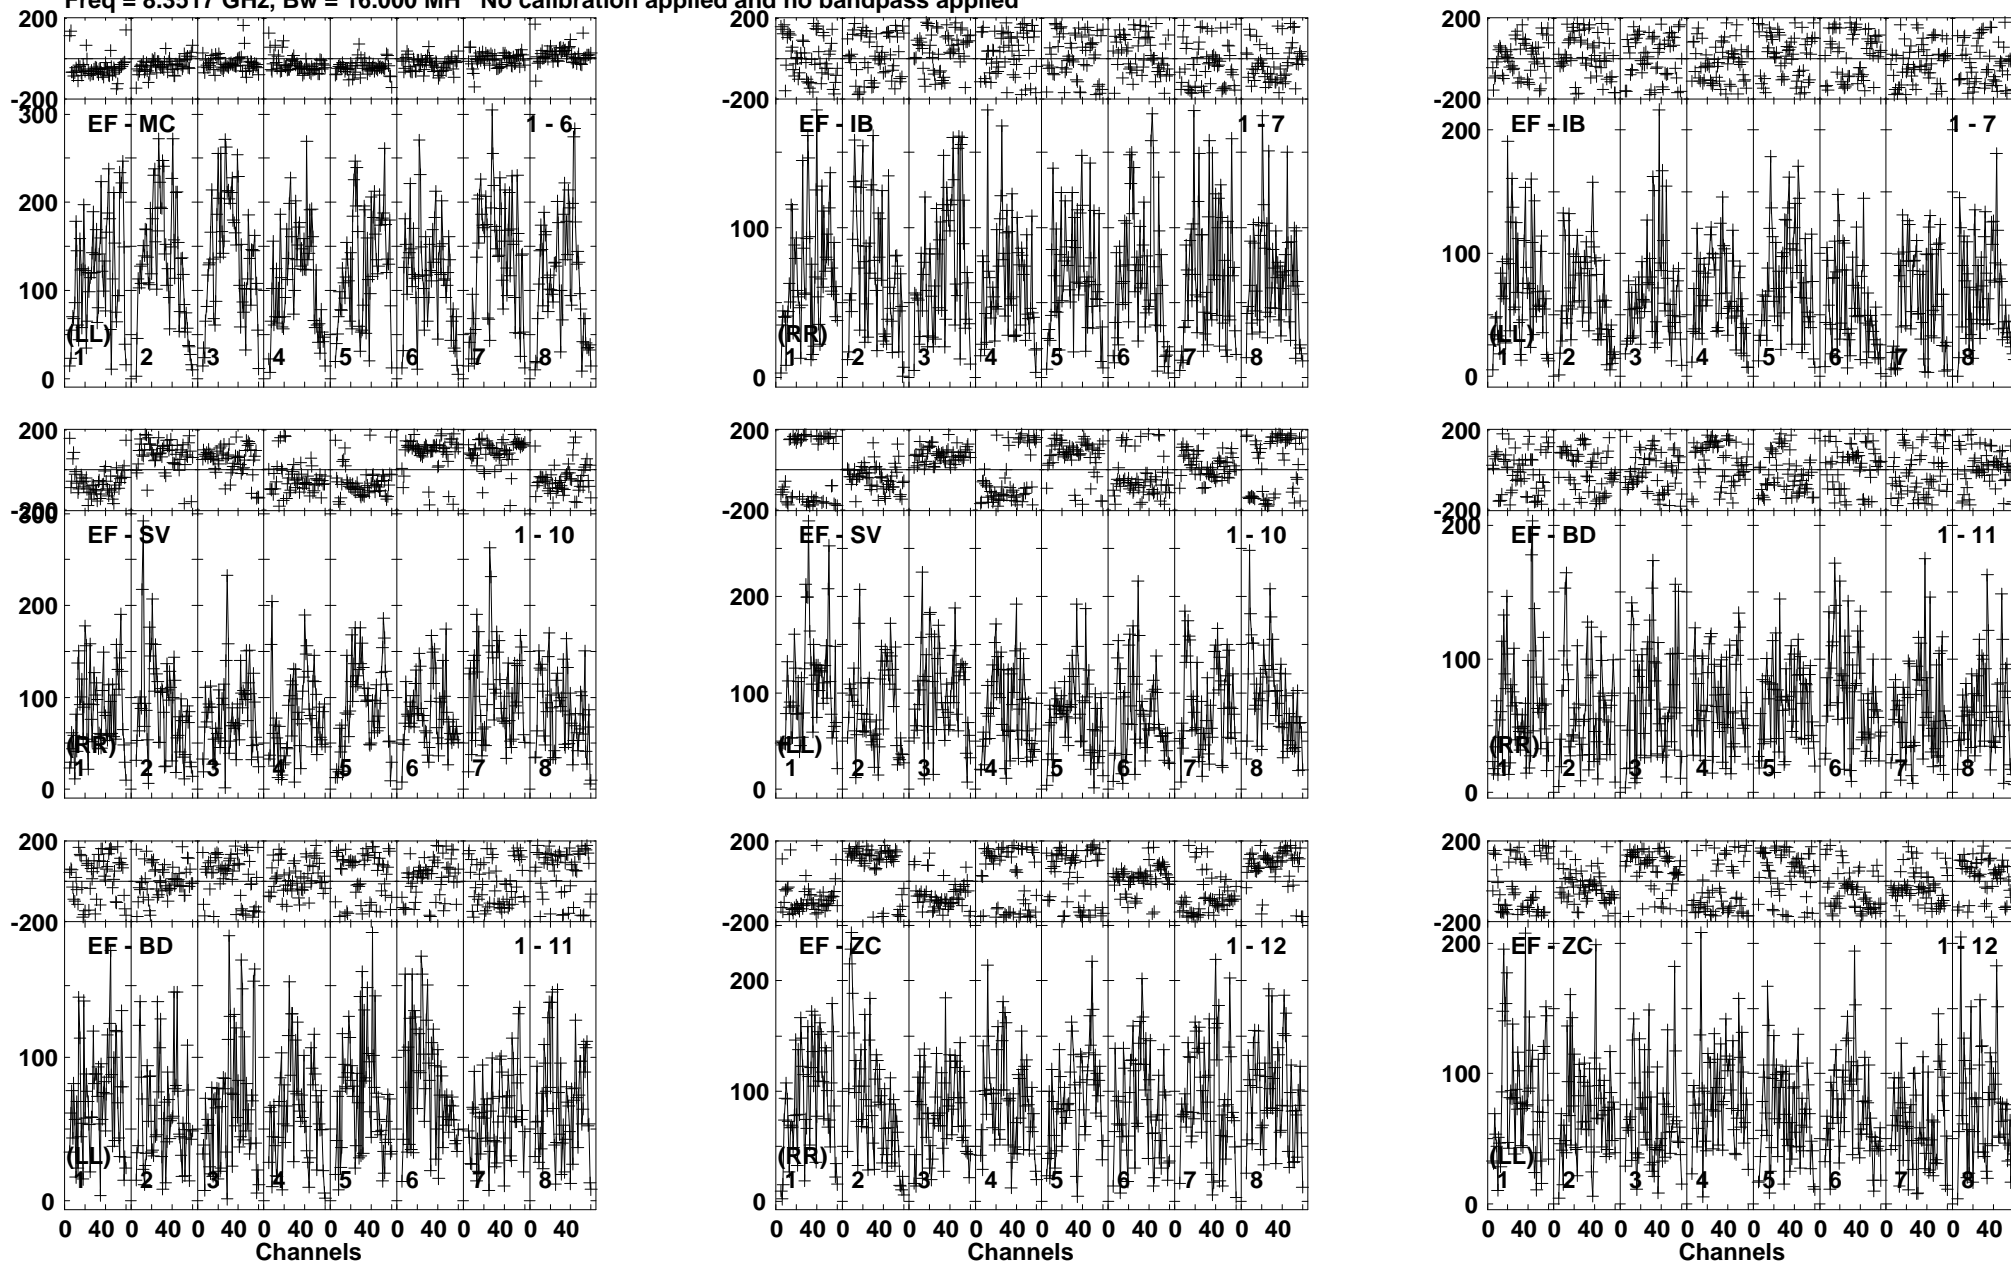 Freq = 8.3517 GHz, Bw = 16.000 MH No calibration applied and no bandpass applied
200 200 200
-200 -200 -200
300
EF - MC 1 - 6 EF - IB 1 - 7 EF - IB 1 - 7
200 200
200 100 100
100
(LL) (RR) (LL)
1 2 3 4 5 6 7 8 1 2 3 4 5 6 7 8 1 2 3 4 5 6 7 8
0 0 0
200 200 200
-200 -200 -200
300 200
EF - SV 1 - 10 EF - SV 1 - 10 EF - BD 1 - 11
200 200
100 100 100
(RR) (LL) (RR)
1 2 3 4 5 6 7 8 1 2 3 4 5 6 7 8 1 2 3 4 5 6 7 8
0 0 0
200 200 200
-200 -200 -200
EF - BD 1 - 11 EF - ZC 1 - 12 EF - ZC 1 - 12
200 200
100 100 100
(LL) (RR) (LL)
1 2 3 4 5 6 7 8 1 2 3 4 5 6 7 8 1 2 3 4 5 6 7 8
0 0 0
0 40 0 40 0 40 0 40 0 40 0 40 0 40 0 40 0 40 0 40 0 40 0 40 0 40 0 40 0 40 0 40 0 40 0 40 0 40 0 40 0 40 0 40 0 40 0 40
Channels Channels Channels